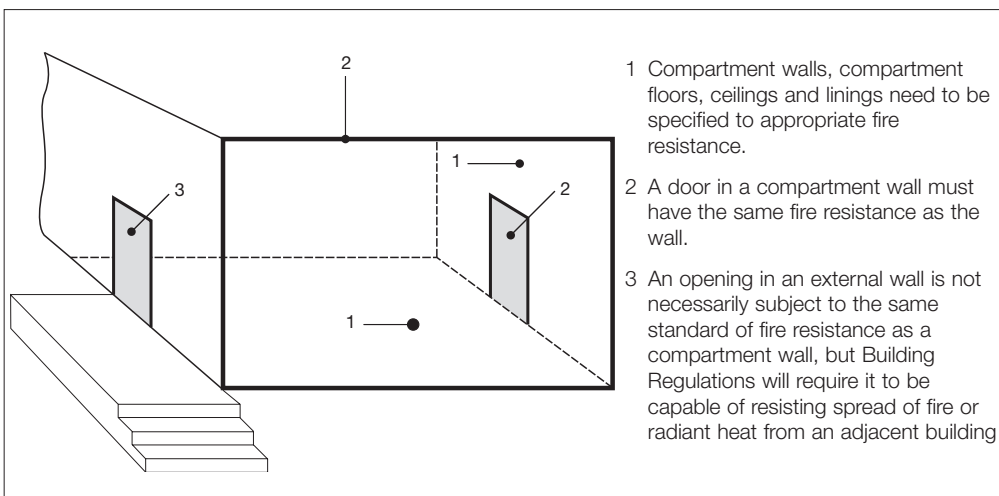 2
1
3
2
1
1 Compartment walls, compartment
floors, ceilings and linings need to be
specified to appropriate fire
resistance.
2 A door in a compartment wall must
have the same fire resistance as the
wall.
3 An opening in an external wall is not
necessarily subject to the same
standard of fire resistance as a
compartment wall, but Building
Regulations will require it to be
capable of resisting spread of fire or
radiant heat from an adjacent building